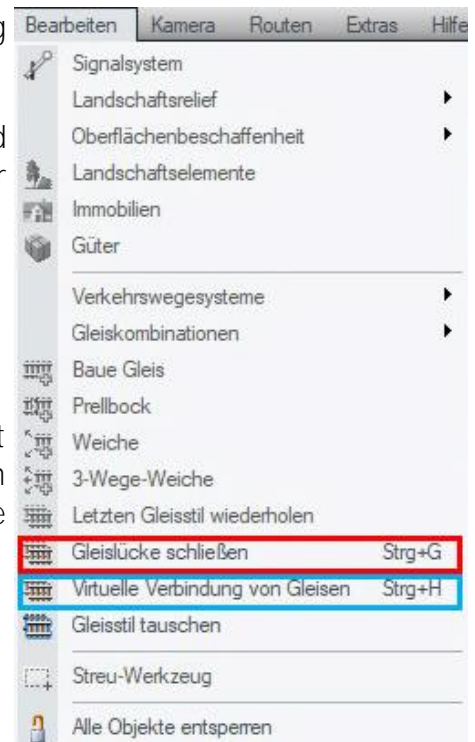 Bearbeiten Kamera Routen Extras Hilfe
Signalsystem
Landschaftsrelief
Oberflächenbeschaffenheit
Landschaftselemente
Immobilien
Güter
Verkehrswegesysteme
Gleiskombinationen
Baue Gleis
Prellbock
Weiche
3-Wege-Weiche
Letzten Gleisstil wiederholen
Gleislücke schließen Strg+G
Virtuelle Verbindung von Gleisen Strg+H
Gleisstil tauschen
Streu-Werkzeug
Alle Objekte entsperren